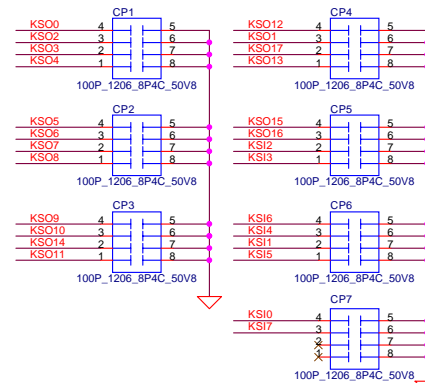 CP1
KSO0 4 5
KSO2 3 6
KSO3 2 7
KSO4 1 8
100P_1206_8P4C_50V8
CP2
KSO5 4 5
KSO6 3 6
KSO7 2 7
KSO8 1 8
100P_1206_8P4C_50V8
CP3
KSO9 4 5
KSO10 3 6
KSO14 2 7
KSO11 1 8
100P_1206_8P4C_50V8
CP4
KSO12 4 5
KSO1 3 6
KSO17 2 7
KSO13 1 8
100P_1206_8P4C_50V8
CP5
KSO15 4 5
KSO16 3 6
KSI2 2 7
KSI3 1 8
100P_1206_8P4C_50V8
CP6
KSI6 4 5
KSI4 3 6
KSI1 2 7
KSI5 1 8
100P_1206_8P4C_50V8
CP7
KSI0 4 5
KSI7 3 6
2 7
1 8
100P_1206_8P4C_50V8